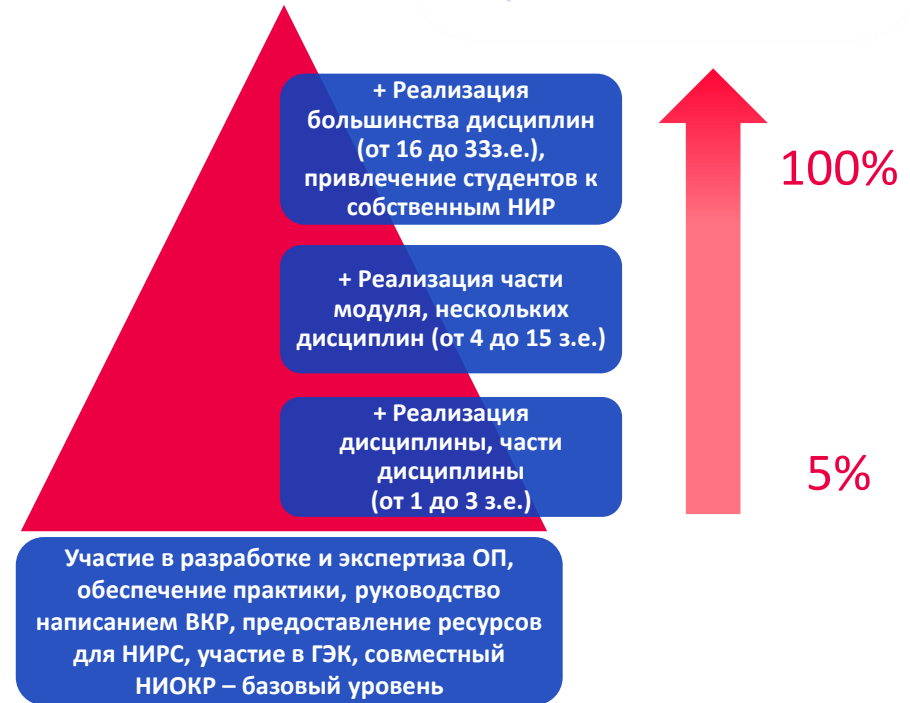 + Реализация
большинства дисциплин
(от 16 до 33з.е.),
привлечение студентов к
собственным НИР
100%
+ Реализация части
модуля, нескольких
дисциплин (от 4 до 15 з.е.)
+ Реализация
дисциплины, части
дисциплины
(от 1 до 3 з.е.)
5%
Участие в разработке и экспертиза ОП,
обеспечение практики, руководство
написанием ВКР, предоставление ресурсов
для НИРС, участие в ГЭК, совместный
НИОКР – базовый уровень